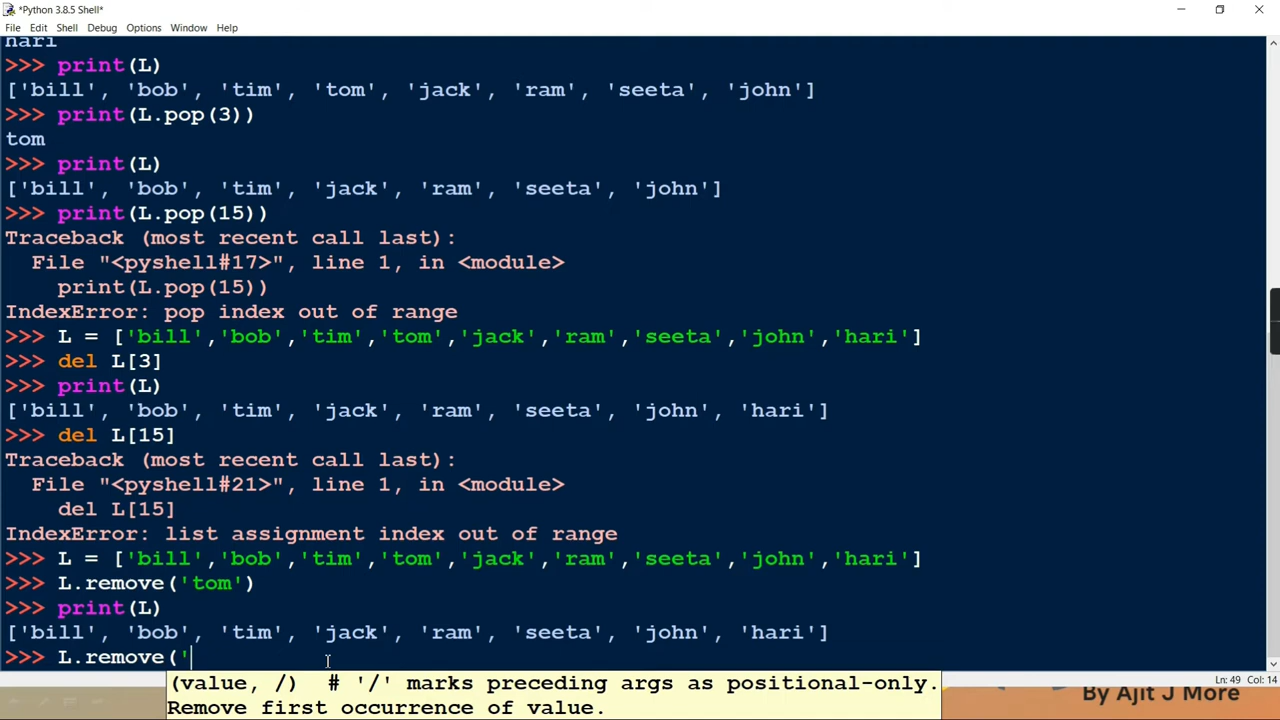 *Python 3.8.5 Shell*
File Edit Shell Debug Options Window Help
hari
>>> print(L)
['bill', 'bob', 'tim', 'tom', 'jack', 'ram', 'seeta', 'john']
>>> print(L.pop(3))
tom
>>> print(L)
['bill', 'bob', 'tim', 'jack', 'ram', 'seeta', 'john']
>>> print(L.pop(15))
Traceback (most recent call last):
  File "<pyshell#17>", line 1, in <module>
    print(L.pop(15))
IndexError: pop index out of range
>>> L = ['bill','bob','tim','tom','jack','ram','seeta','john','hari']
>>> del L[3]
>>> print(L)
['bill', 'bob', 'tim', 'jack', 'ram', 'seeta', 'john', 'hari']
>>> del L[15]
Traceback (most recent call last):
  File "<pyshell#21>", line 1, in <module>
    del L[15]
IndexError: list assignment index out of range
>>> L = ['bill','bob','tim','tom','jack','ram','seeta','john','hari']
>>> L.remove('tom')
>>> print(L)
['bill', 'bob', 'tim', 'jack', 'ram', 'seeta', 'john', 'hari']
>>> L.remove('
(value, /)  # '/' marks preceding args as positional-only.
Remove first occurrence of value.
Ln: 49 Col: 14
By Ajit J More